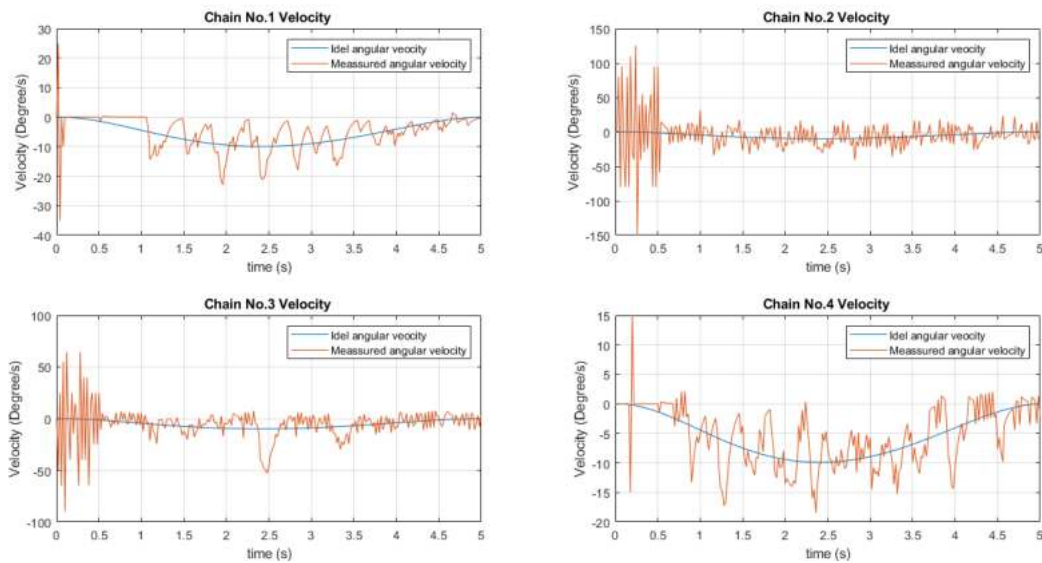 Chain No.1 Velocity
30
20
10
0
-10
-20
-30
-40
Velocity (Degree/s)
Idel angular veocity
Meassured angular velocity
0 0.5 1 1.5 2 2.5 3 3.5 4 4.5 5
time (s)
Chain No.2 Velocity
150
100
50
0
-50
-100
-150
Velocity (Degree/s)
Idel angular veocity
Meassured angular velocity
0 0.5 1 1.5 2 2.5 3 3.5 4 4.5 5
time (s)
Chain No.3 Velocity
100
50
0
-50
-100
Velocity (Degree/s)
Idel angular veocity
Meassured angular velocity
0 0.5 1 1.5 2 2.5 3 3.5 4 4.5 5
time (s)
Chain No.4 Velocity
15
10
5
0
-5
-10
-15
-20
Velocity (Degree/s)
Idel angular veocity
Meassured angular velocity
0 0.5 1 1.5 2 2.5 3 3.5 4 4.5 5
time (s)